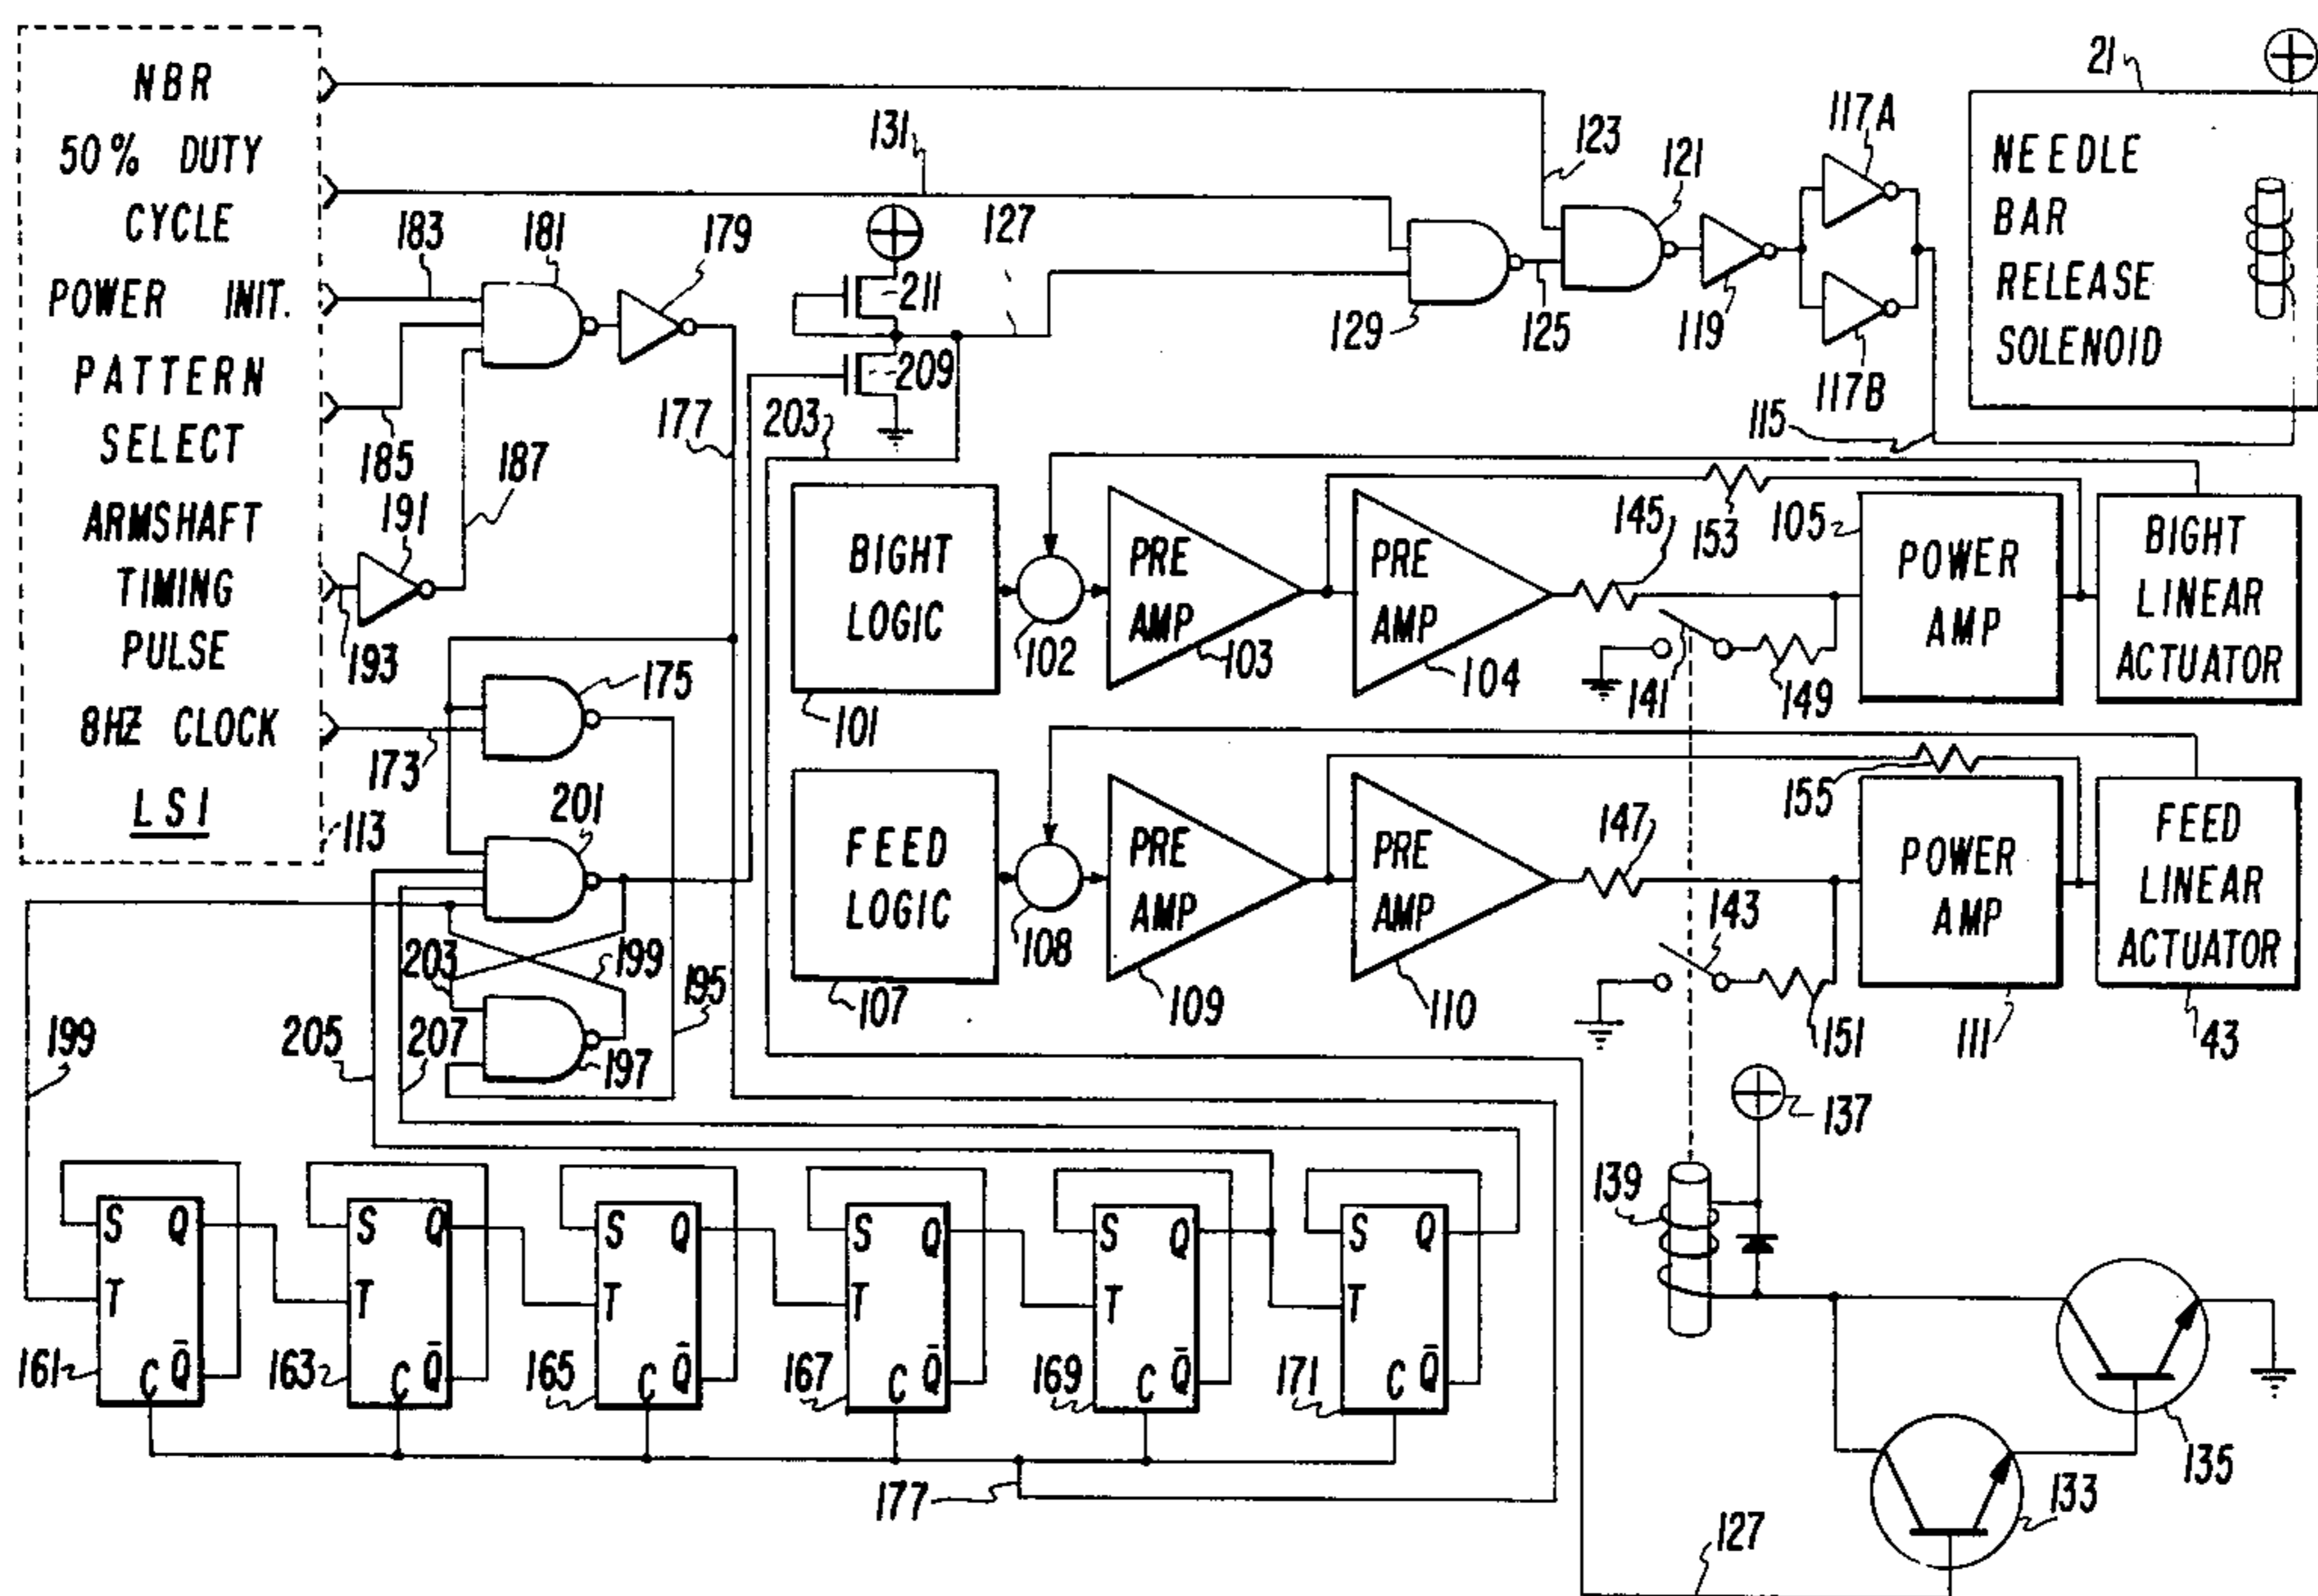 NBR
50% DUTY
CYCLE
POWER INIT.
PATTERN
SELECT
ARMSHAFT
TIMING
PULSE
8HZ CLOCK
LSI
113
131
183
181
179
185
187
191
193
177
211
209
203
127
129
125
123
121
119
117A
117B
115
21
NEEDLE
BAR
RELEASE
SOLENOID
173
175
201
203
199
195
197
205
207
199
BIGHT
LOGIC
101
102
PRE
AMP
103
PRE
AMP
104
145
153
141
149
105
POWER
AMP
BIGHT
LINEAR
ACTUATOR
FEED
LOGIC
107
108
PRE
AMP
109
PRE
AMP
110
147
155
143
151
POWER
AMP
111
FEED
LINEAR
ACTUATOR
43
137
139
S Q
T
C Q̄
161
S Q
T
C Q̄
163
S Q
T
C Q̄
165
S Q
T
C Q̄
167
S Q
T
C Q̄
169
S Q
T
C Q̄
171
177
135
133
127